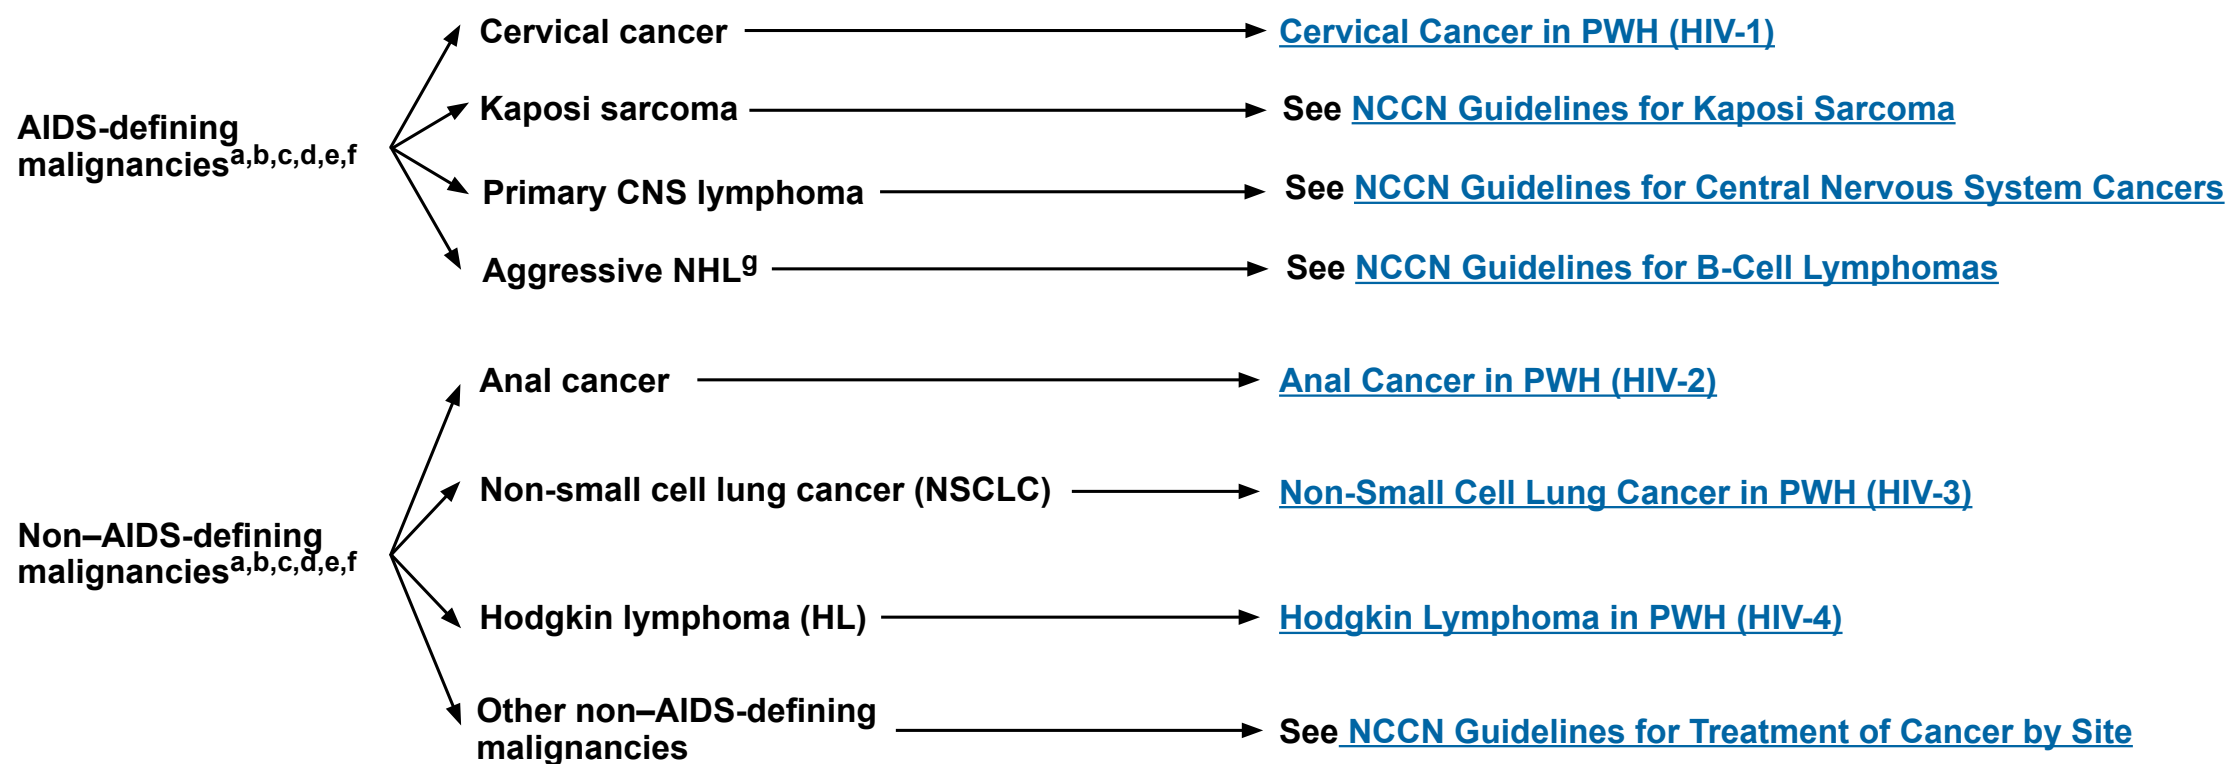 Cervical cancer
Cervical Cancer in PWH (HIV-1)
AIDS-defining
malignanciesa,b,c,d,e,f
Kaposi sarcoma
See NCCN Guidelines for Kaposi Sarcoma
Primary CNS lymphoma
See NCCN Guidelines for Central Nervous System Cancers
Aggressive NHLg
See NCCN Guidelines for B-Cell Lymphomas
Anal cancer
Anal Cancer in PWH (HIV-2)
Non-small cell lung cancer (NSCLC)
Non-Small Cell Lung Cancer in PWH (HIV-3)
Non–AIDS-defining
malignanciesa,b,c,d,e,f
Hodgkin lymphoma (HL)
Hodgkin Lymphoma in PWH (HIV-4)
Other non–AIDS-defining
malignancies
See NCCN Guidelines for Treatment of Cancer by Site